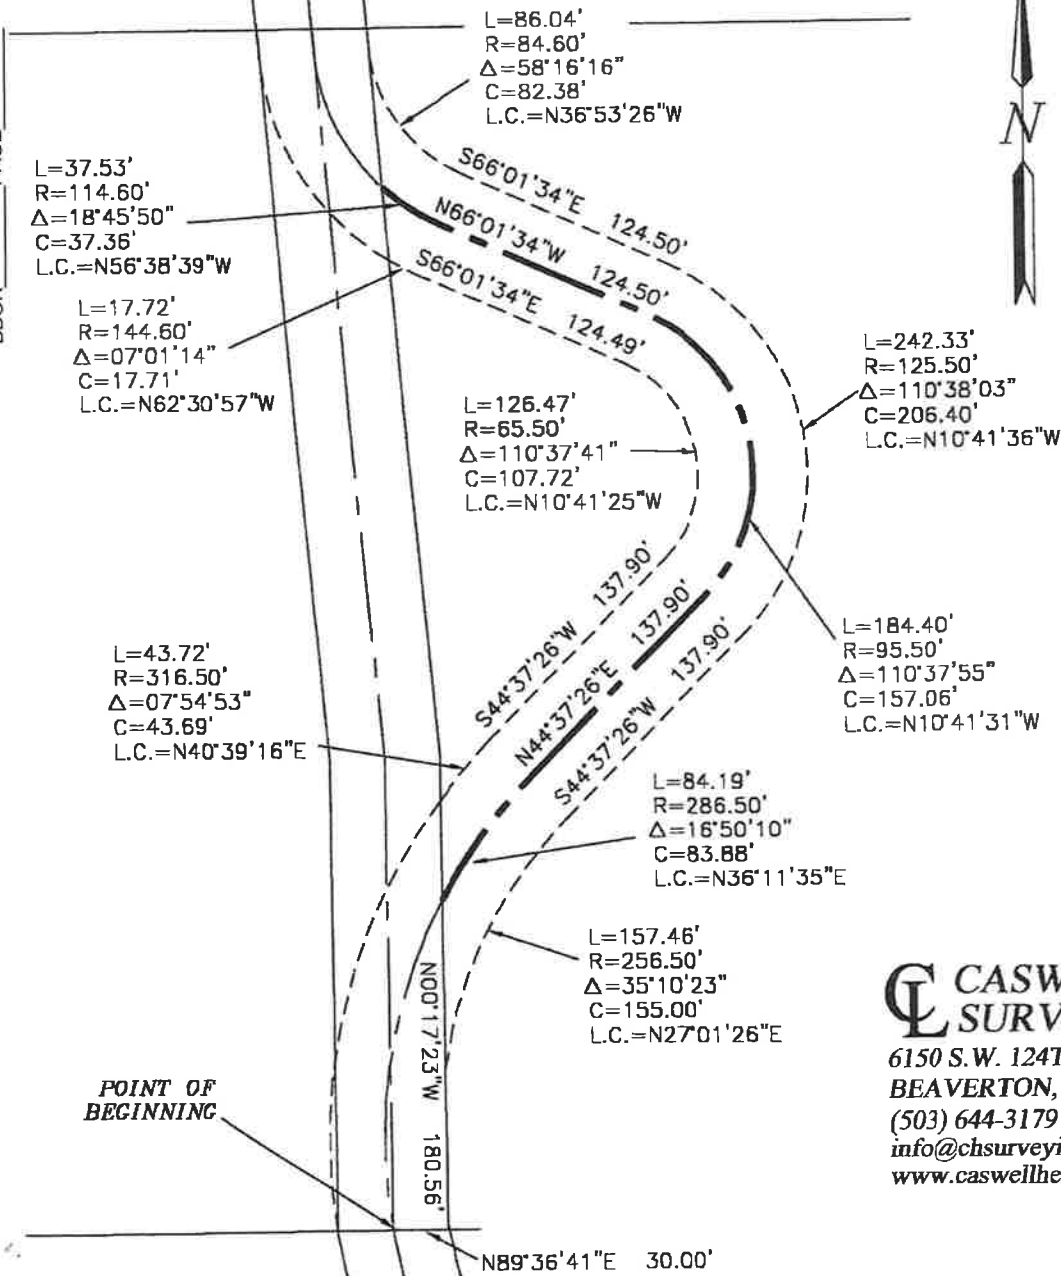 L=86.04'
R=84.60'
Δ=58°16'16"
C=82.38'
L.C.=N36°53'26"W
N
L=37.53'
R=114.60'
Δ=18°45'50"
C=37.36'
L.C.=N56°38'39"W
S66°01'34"E 124.50'
N66°01'34"W 124.50'
S66°01'34"E 124.49'
L=17.72'
R=144.60'
Δ=07°01'14"
C=17.71'
L.C.=N62°30'57"W
L=242.33'
R=125.50'
Δ=110°38'03"
C=206.40'
L.C.=N10°41'36"W
L=126.47'
R=65.50'
Δ=110°37'41"
C=107.72'
L.C.=N10°41'25"W
S44°37'26"W 137.90'
N44°37'26"E 137.90'
S44°37'26"W 137.90'
L=184.40'
R=95.50'
Δ=110°37'55"
C=157.06'
L.C.=N10°41'31"W
L=43.72'
R=316.50'
Δ=07°54'53"
C=43.69'
L.C.=N40°39'16"E
L=84.19'
R=286.50'
Δ=16°50'10"
C=83.88'
L.C.=N36°11'35"E
L=157.46'
R=256.50'
Δ=35°10'23"
C=155.00'
L.C.=N27°01'26"E
N00°17'23"W 180.56'
POINT OF
BEGINNING
N89°36'41"E 30.00'
CL CASW
SURV
6150 S.W. 124T
BEAVERTON,
(503) 644-3179
info@chsurveyi
www.caswellhe